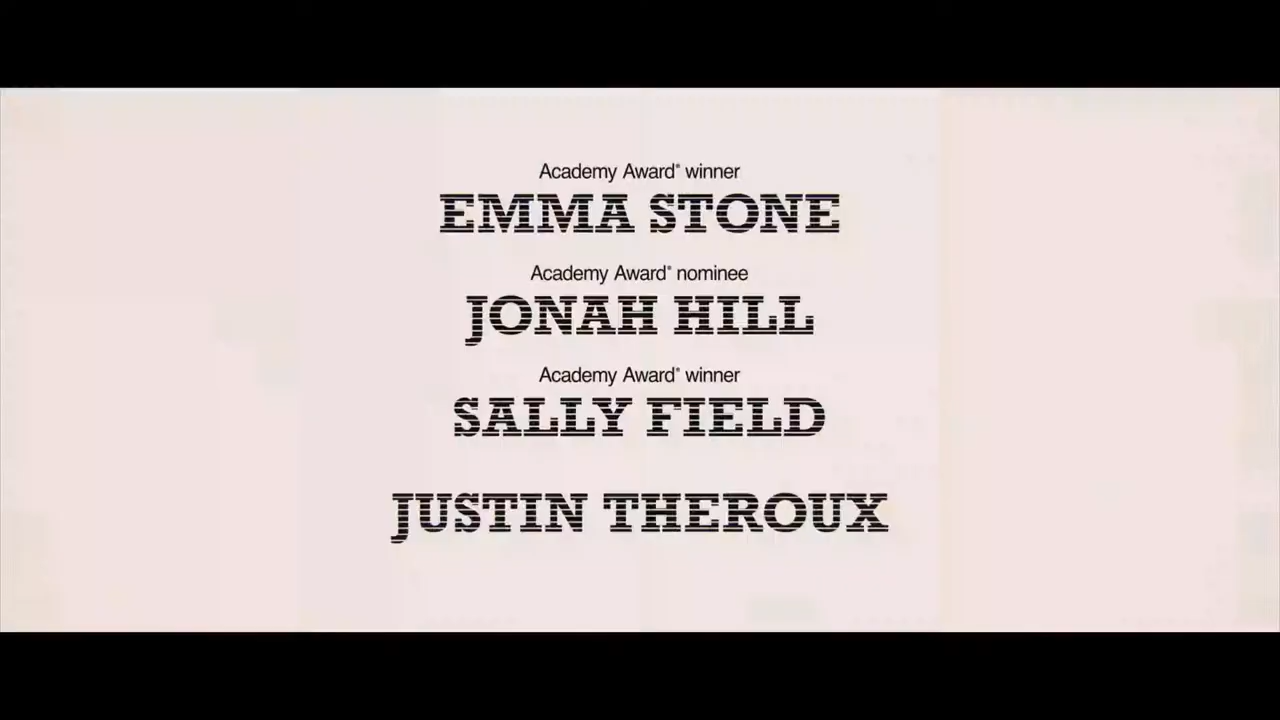 Academy Award® winner
EMMA STONE
Academy Award® nominee
JONAH HILL
Academy Award® winner
SALLY FIELD
JUSTIN THEROUX